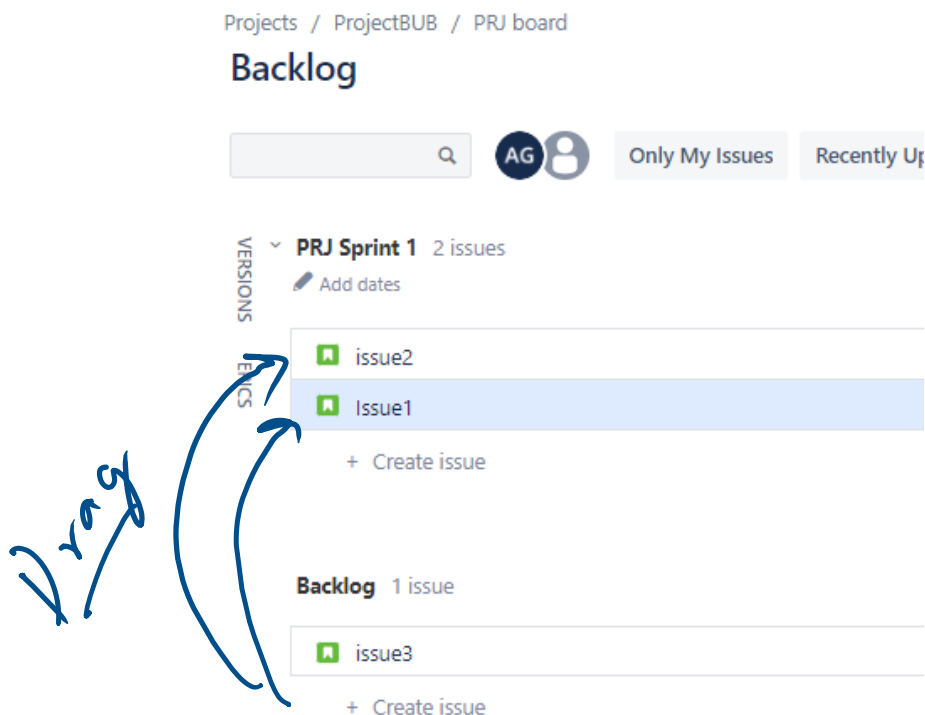 Projects / ProjectBUB / PRJ board
Backlog
AG Only My Issues Recently Up
VERSIONS
PRJ Sprint 1 2 issues
Add dates
issue2
EPICS
Issue1
+ Create issue
Drag
Backlog 1 issue
issue3
+ Create issue